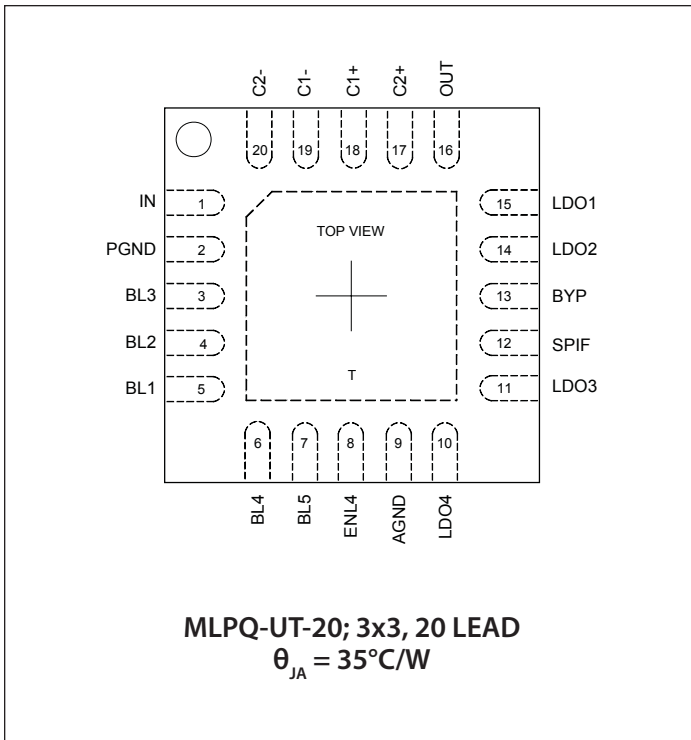 C2-
C1-
C1+
C2+
OUT
20
19
18
17
16
IN 1
PGND 2
BL3 3
BL2 4
BL1 5
TOP VIEW
T
15 LDO1
14 LDO2
13 BYP
12 SPIF
11 LDO3
6
7
8
9
10
BL4
BL5
ENL4
AGND
LDO4
MLPQ-UT-20; 3x3, 20 LEAD
θJA = 35°C/W